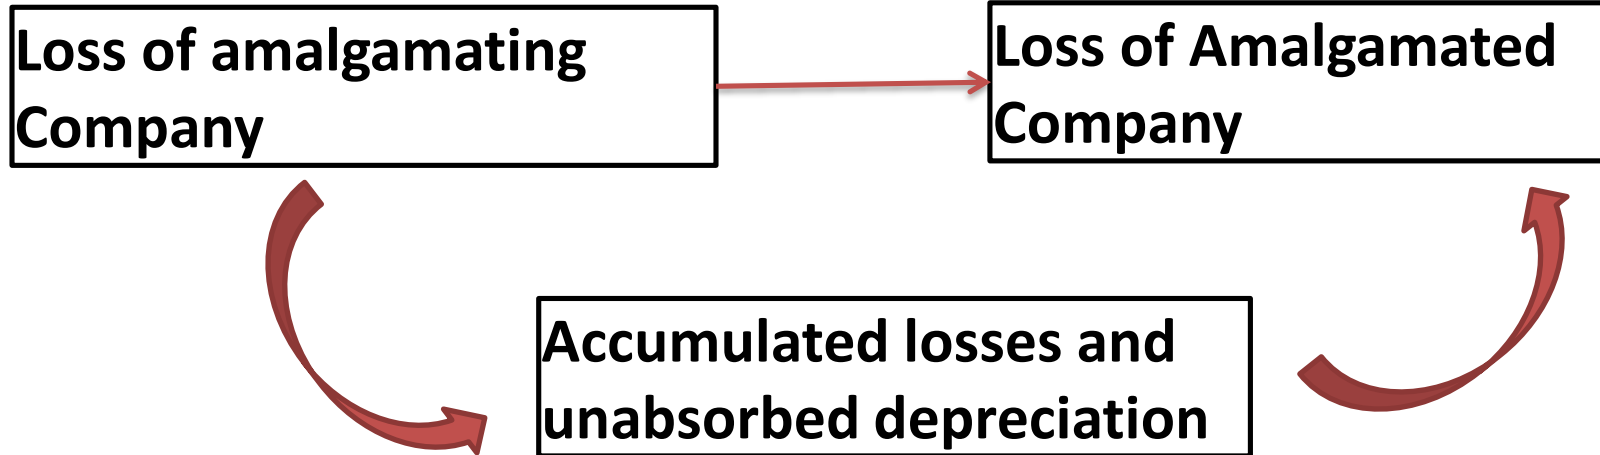 Loss of amalgamating
Company
Loss of Amalgamated
Company
Accumulated losses and
unabsorbed depreciation